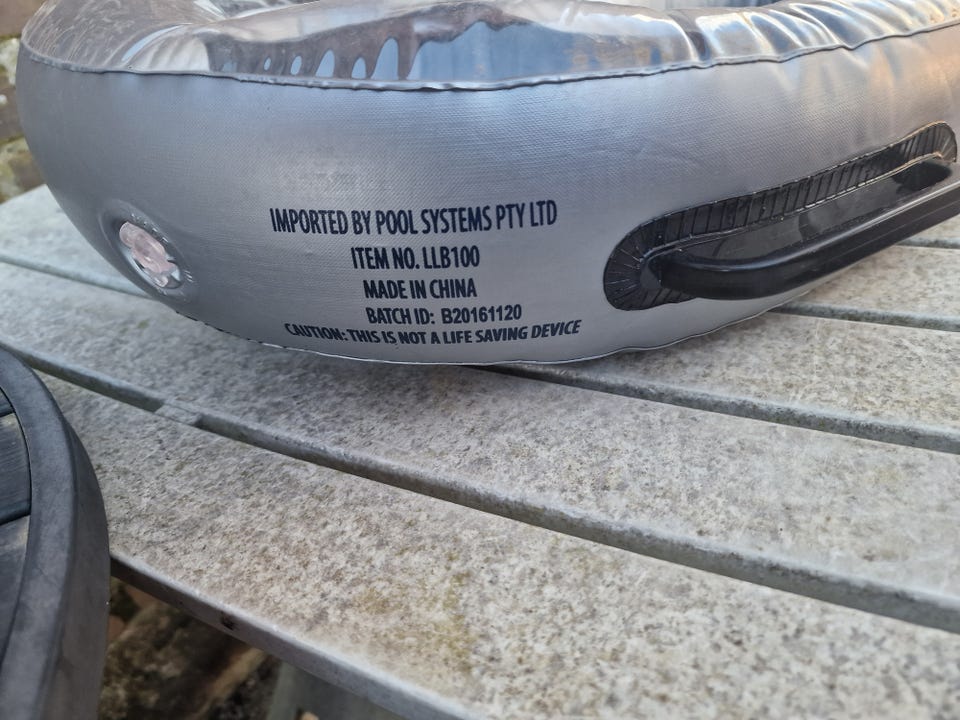 IMPORTED BY POOL SYSTEMS PTY LTD
ITEM NO. LLB100
MADE IN CHINA
BATCH ID: B20161120
CAUTION: THIS IS NOT A LIFE SAVING DEVICE